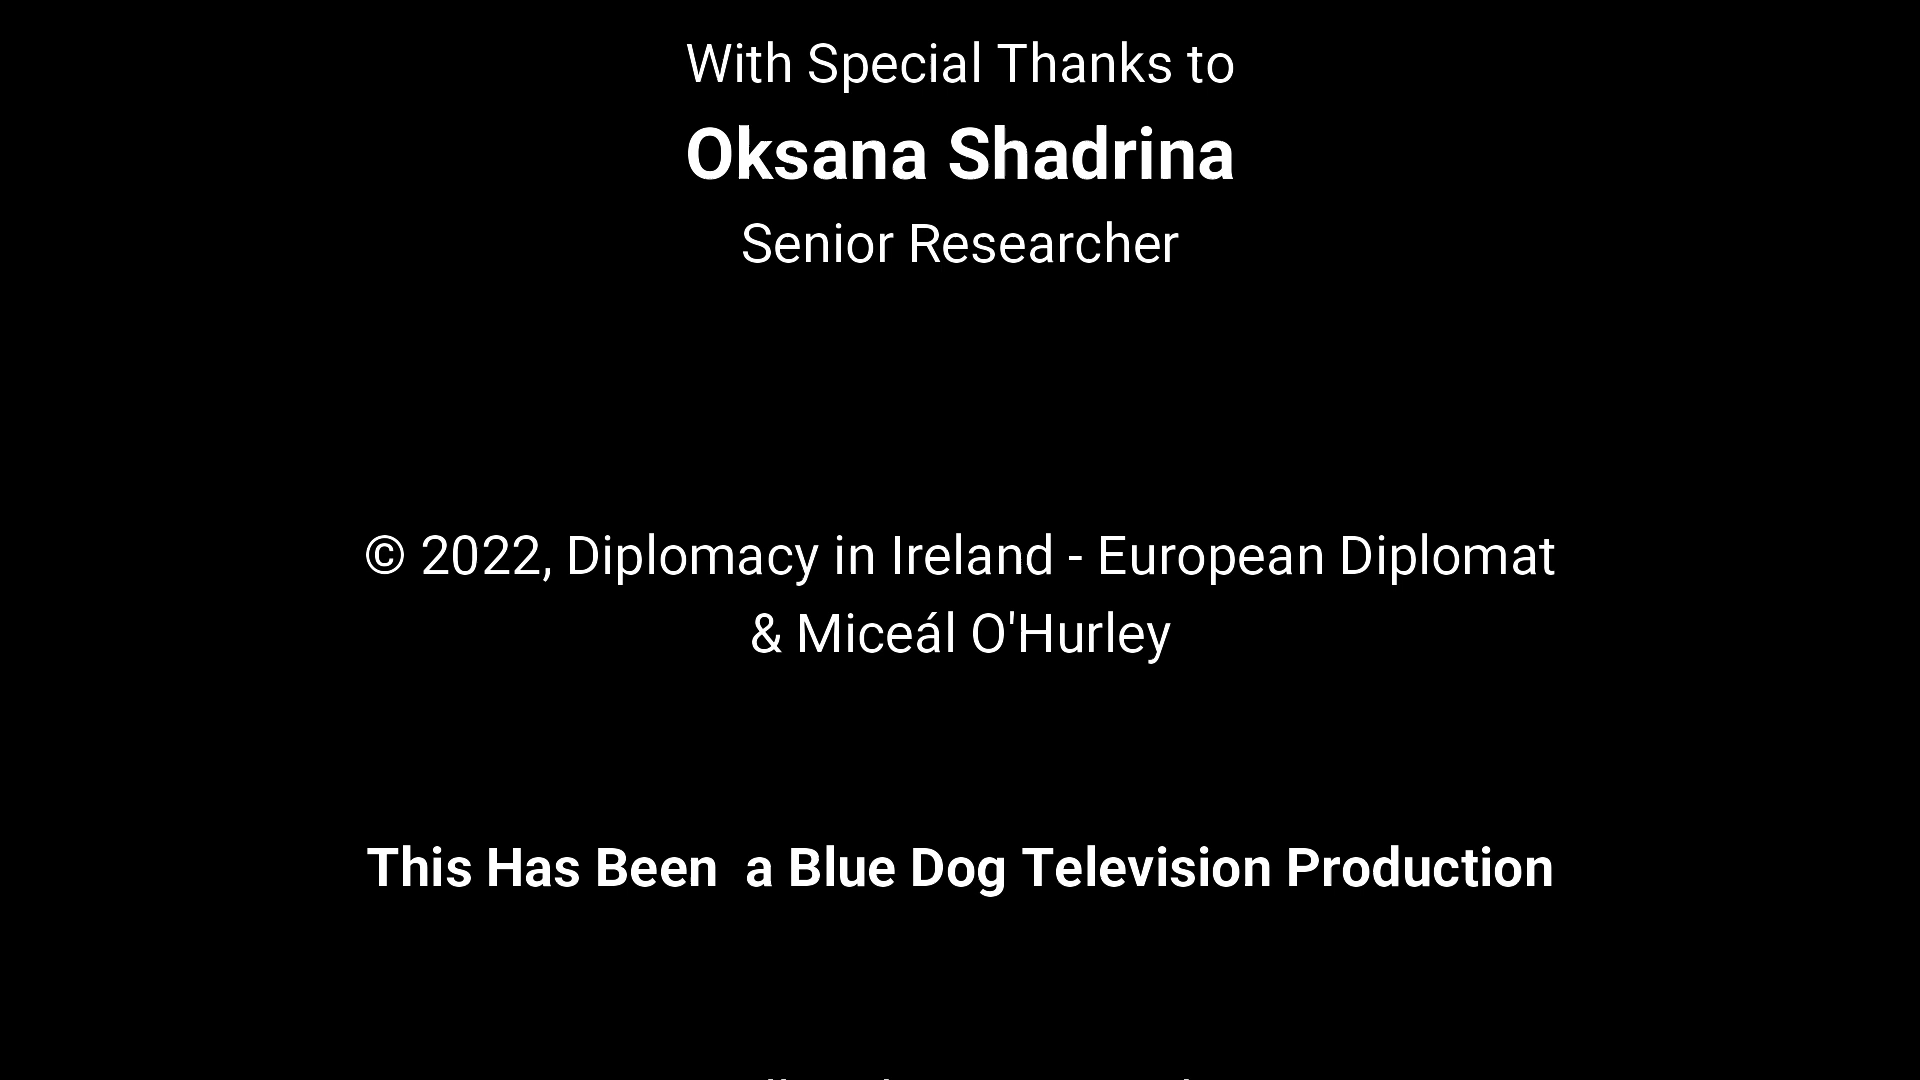 With Special Thanks to
Oksana Shadrina
Senior Researcher
© 2022, Diplomacy in Ireland - European Diplomat
& Miceál O'Hurley
This Has Been  a Blue Dog Television Production